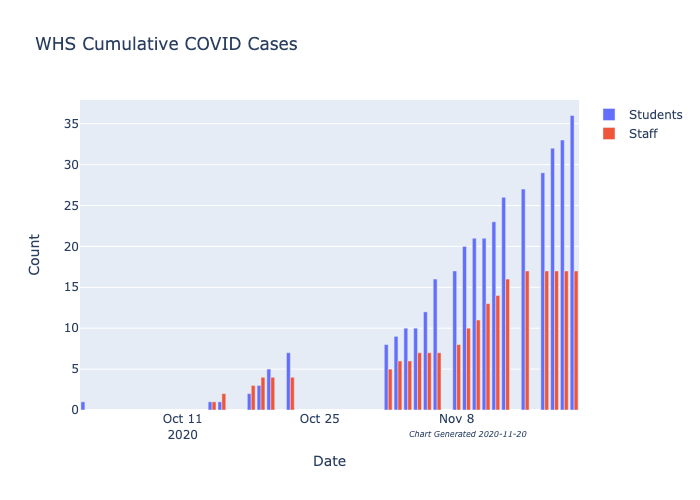 WHS Cumulative COVID Cases
Students
Staff
35
30
25
20
15
10
5
0
Count
Oct 11
2020
Oct 25
Nov 8
Chart Generated 2020-11-20
Date